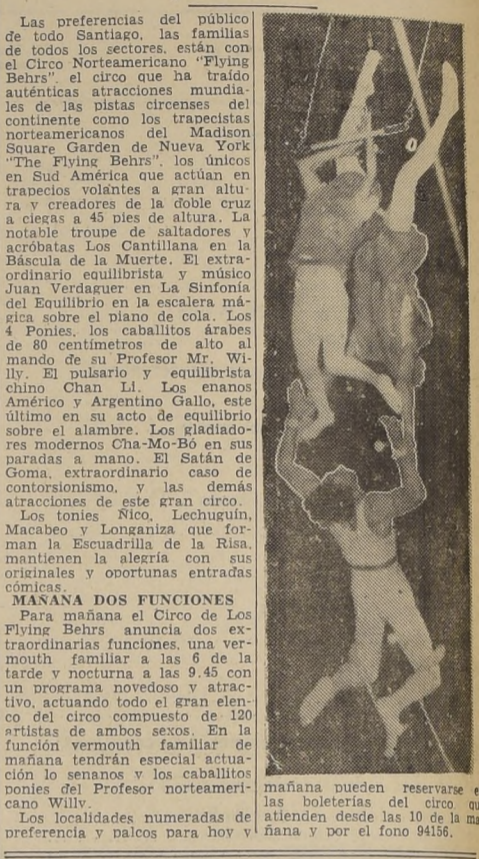 Las preferencias del público
de todo Santiago, las familias
de todos los sectores, están con
el Circo Norteamericano "Flying
Behrs", el circo que ha traído
auténticas atracciones mundia-
les de las pistas circenses del
continente como los trapecistas
norteamericanos del Madison
Square Garden de Nueva York
"The Flying Behrs", los únicos
en Sud América que actúan en
trapecios volantes a gran altu-
ra y creadores de la doble cruz
a ciegas a 45 pies de altura. La
notable troupe de saltadores y
acróbatas Los Cantillana en la
Báscula de la Muerte. El extra-
ordinario equilibrista y músico
Juan Verdaguer en La Sinfonía
del Equilibrio en la escalera má-
gica sobre el piano de cola. Los
4 Ponies, los caballitos árabes
de 80 centímetros de alto al
mando de su Profesor Mr. Wi-
lly. El pulsario y equilibrista
chino Chan Li. Los enanos
Américo y Argentino Gallo, este
último en su acto de equilibrio
sobre el alambre. Los gladiado-
res modernos Cha-Mo-Bó en sus
paradas a mano. El Satán de
Goma, extraordinario caso de
contorsionismo, y las demás
atracciones de este gran circo.
Los tonies Ñico, Lechuguín,
Macabeo y Longaniza que for-
man la Escuadrilla de la Risa,
mantienen la alegría con sus
originales y oportunas entradas
cómicas.
MAÑANA DOS FUNCIONES
Para mañana el Circo de Los
Flying Behrs anuncia dos ex-
traordinarias funciones, una ver-
mouth familiar a las 6 de la
tarde y nocturna a las 9.45 con
un programa novedoso y atrac-
tivo, actuando todo el gran elen-
co del circo compuesto de 120
artistas de ambos sexos. En la
función vermouth familiar de
mañana tendrán especial actua-
ción lo senanos y los caballitos
ponies del Profesor norteameri-
cano Willy.
Los localidades numeradas de
preferencia y palcos para hoy y
mañana pueden reservarse e
las boleterías del circo qu
atienden desde las 10 de la ma
ñana y por el fono 94156.